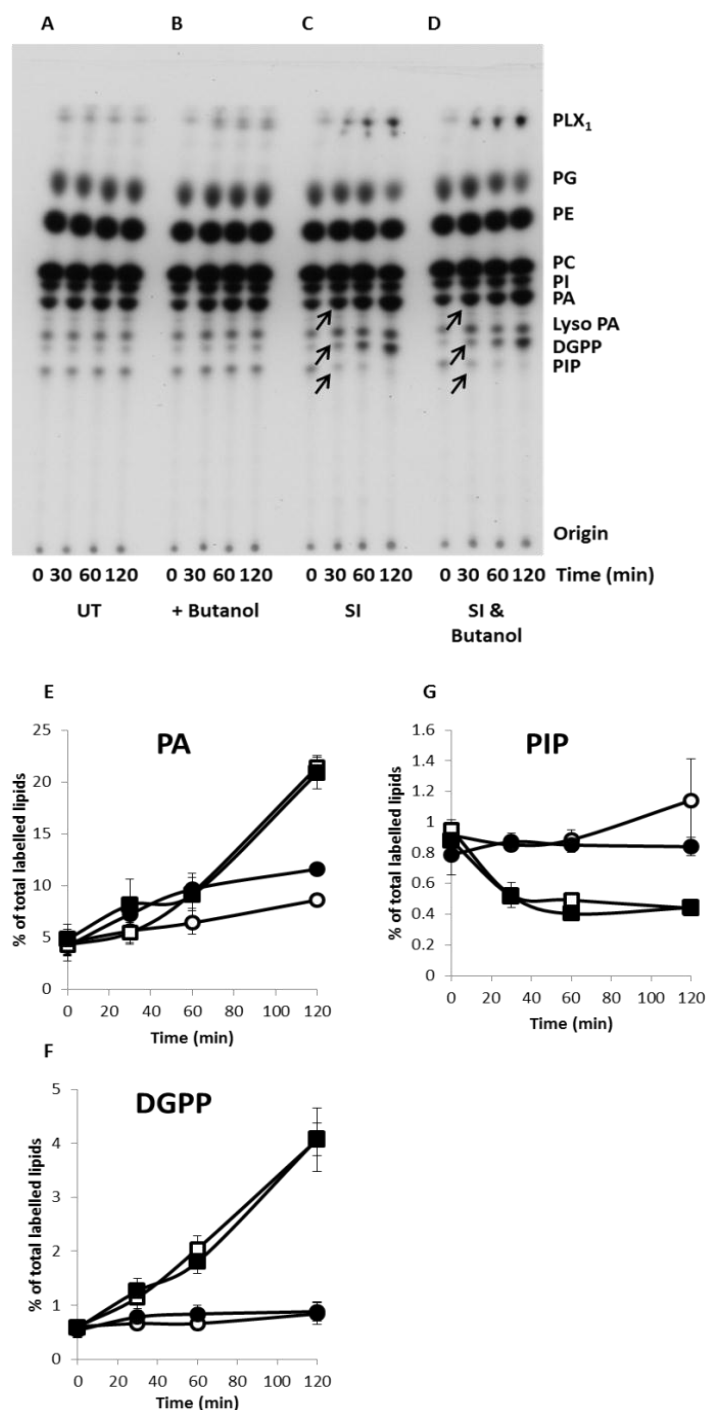 A B C D
PLX₁
PG
PE
PC
PI
PA
Lyso PA
DGPP
PIP
Origin
0 30 60 120 0 30 60 120 0 30 60 120 0 30 60 120 Time (min)
UT + Butanol SI SI &
Butanol
E
PA
% of total labelled lipids
25
20
15
10
5
0
0 20 40 60 80 100 120
Time (min)
G
PIP
% of total labelled lipids
1.6
1.4
1.2
1
0.8
0.6
0.4
0.2
0
0 20 40 60 80 100 120
Time (min)
F
DGPP
% of total labelled lipids
5
4
3
2
1
0
0 20 40 60 80 100 120
Time (min)